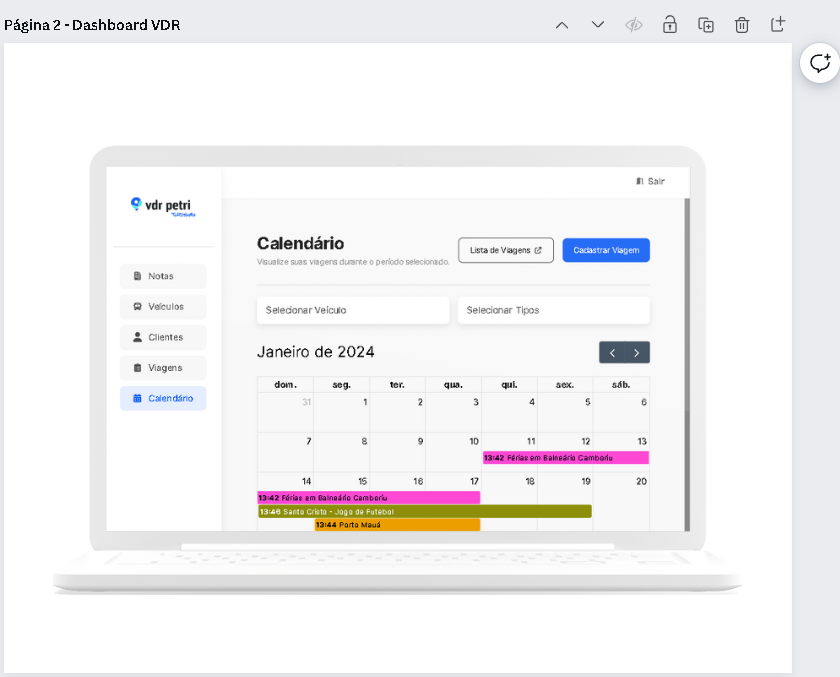 Página 2 - Dashboard VDR
Sair
vdr petri
Turismo
Calendário
Visualize suas viagens durante o período selecionado.
Lista de Viagens
Cadastrar Viagem
Notas
Veículos
Clientes
Viagens
Calendário
Selecionar Veículo
Selecionar Tipos
Janeiro de 2024
dom. seg. ter. qua. qui. sex. sáb.
31 1 2 3 4 5 6
7 8 9 10 11 12 13
13:42 Férias em Balneário Camboriu
14 15 16 17 18 19 20
13:42 Férias em Balneário Camboriu
13:46 Santo Cristo - Jogo de Futebol
13:44 Porto Mauá